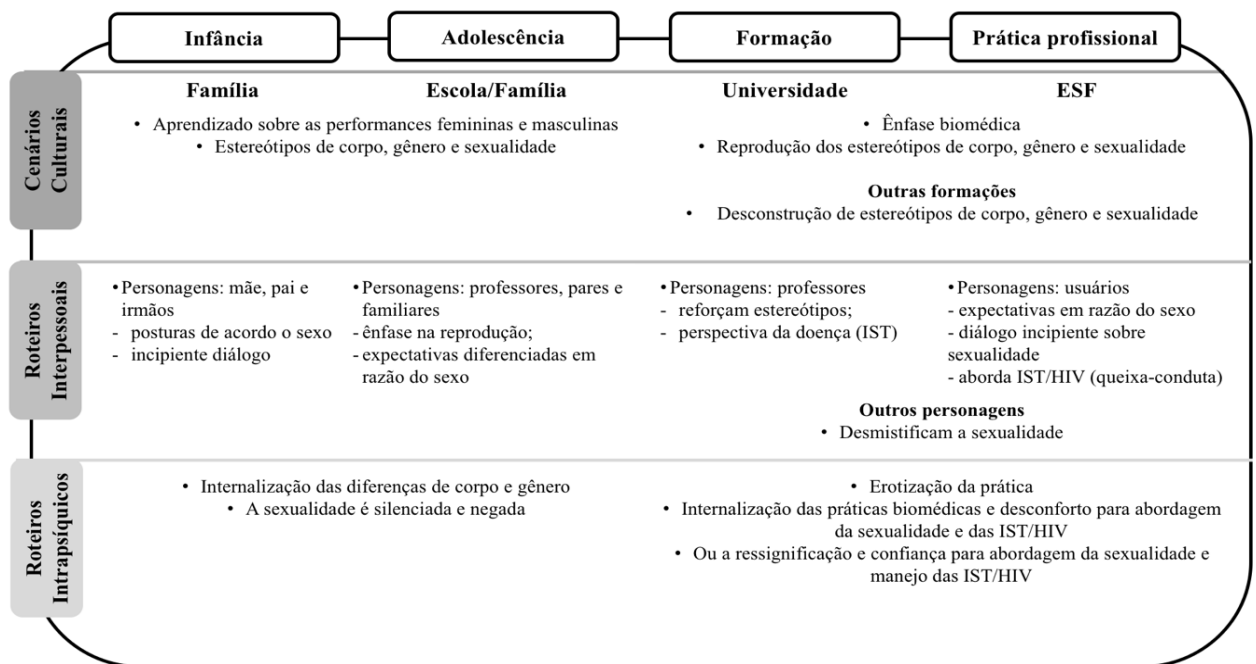 Infância
Adolescência
Formação
Prática profissional
Cenários
Culturais
Família
Escola/Família
Universidade
ESF
• Aprendizado sobre as performances femininas e masculinas
• Estereótipos de corpo, gênero e sexualidade
• Ênfase biomédica
• Reprodução dos estereótipos de corpo, gênero e sexualidade
Outras formações
• Desconstrução de estereótipos de corpo, gênero e sexualidade
Roteiros
Interpessoais
• Personagens: mãe, pai e
irmãos
- posturas de acordo o sexo
- incipiente diálogo
• Personagens: professores, pares e
familiares
- ênfase na reprodução;
- expectativas diferenciadas em
razão do sexo
• Personagens: professores
- reforçam estereótipos;
- perspectiva da doença (IST)
• Personagens: usuários
- expectativas em razão do sexo
- diálogo incipiente sobre
sexualidade
- aborda IST/HIV (queixa-conduta)
Outros personagens
• Desmistificam a sexualidade
Roteiros
Intrapsíquicos
• Internalização das diferenças de corpo e gênero
• A sexualidade é silenciada e negada
• Erotização da prática
• Internalização das práticas biomédicas e desconforto para abordagem
da sexualidade e das IST/HIV
• Ou a ressignificação e confiança para abordagem da sexualidade e
manejo das IST/HIV